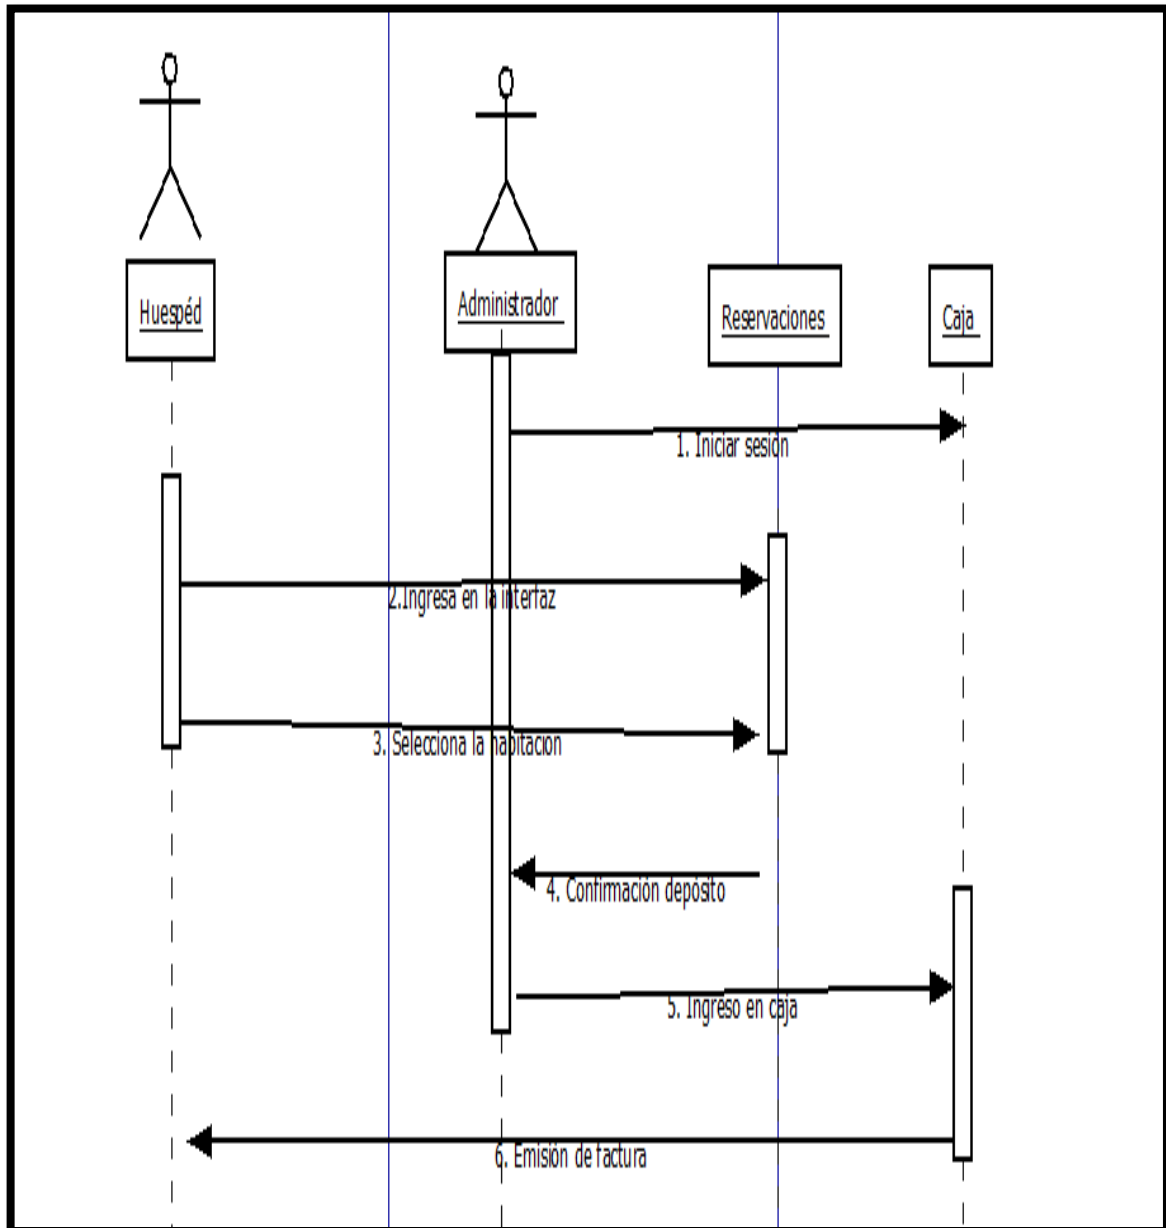 Huespéd
Administrador
Reservaciones
Caja
1. Iniciar sesión
2.Ingresa en la interfaz
3. Selecciona la habitación
4. Confirmación depósito
5. Ingreso en caja
6. Emisión de factura